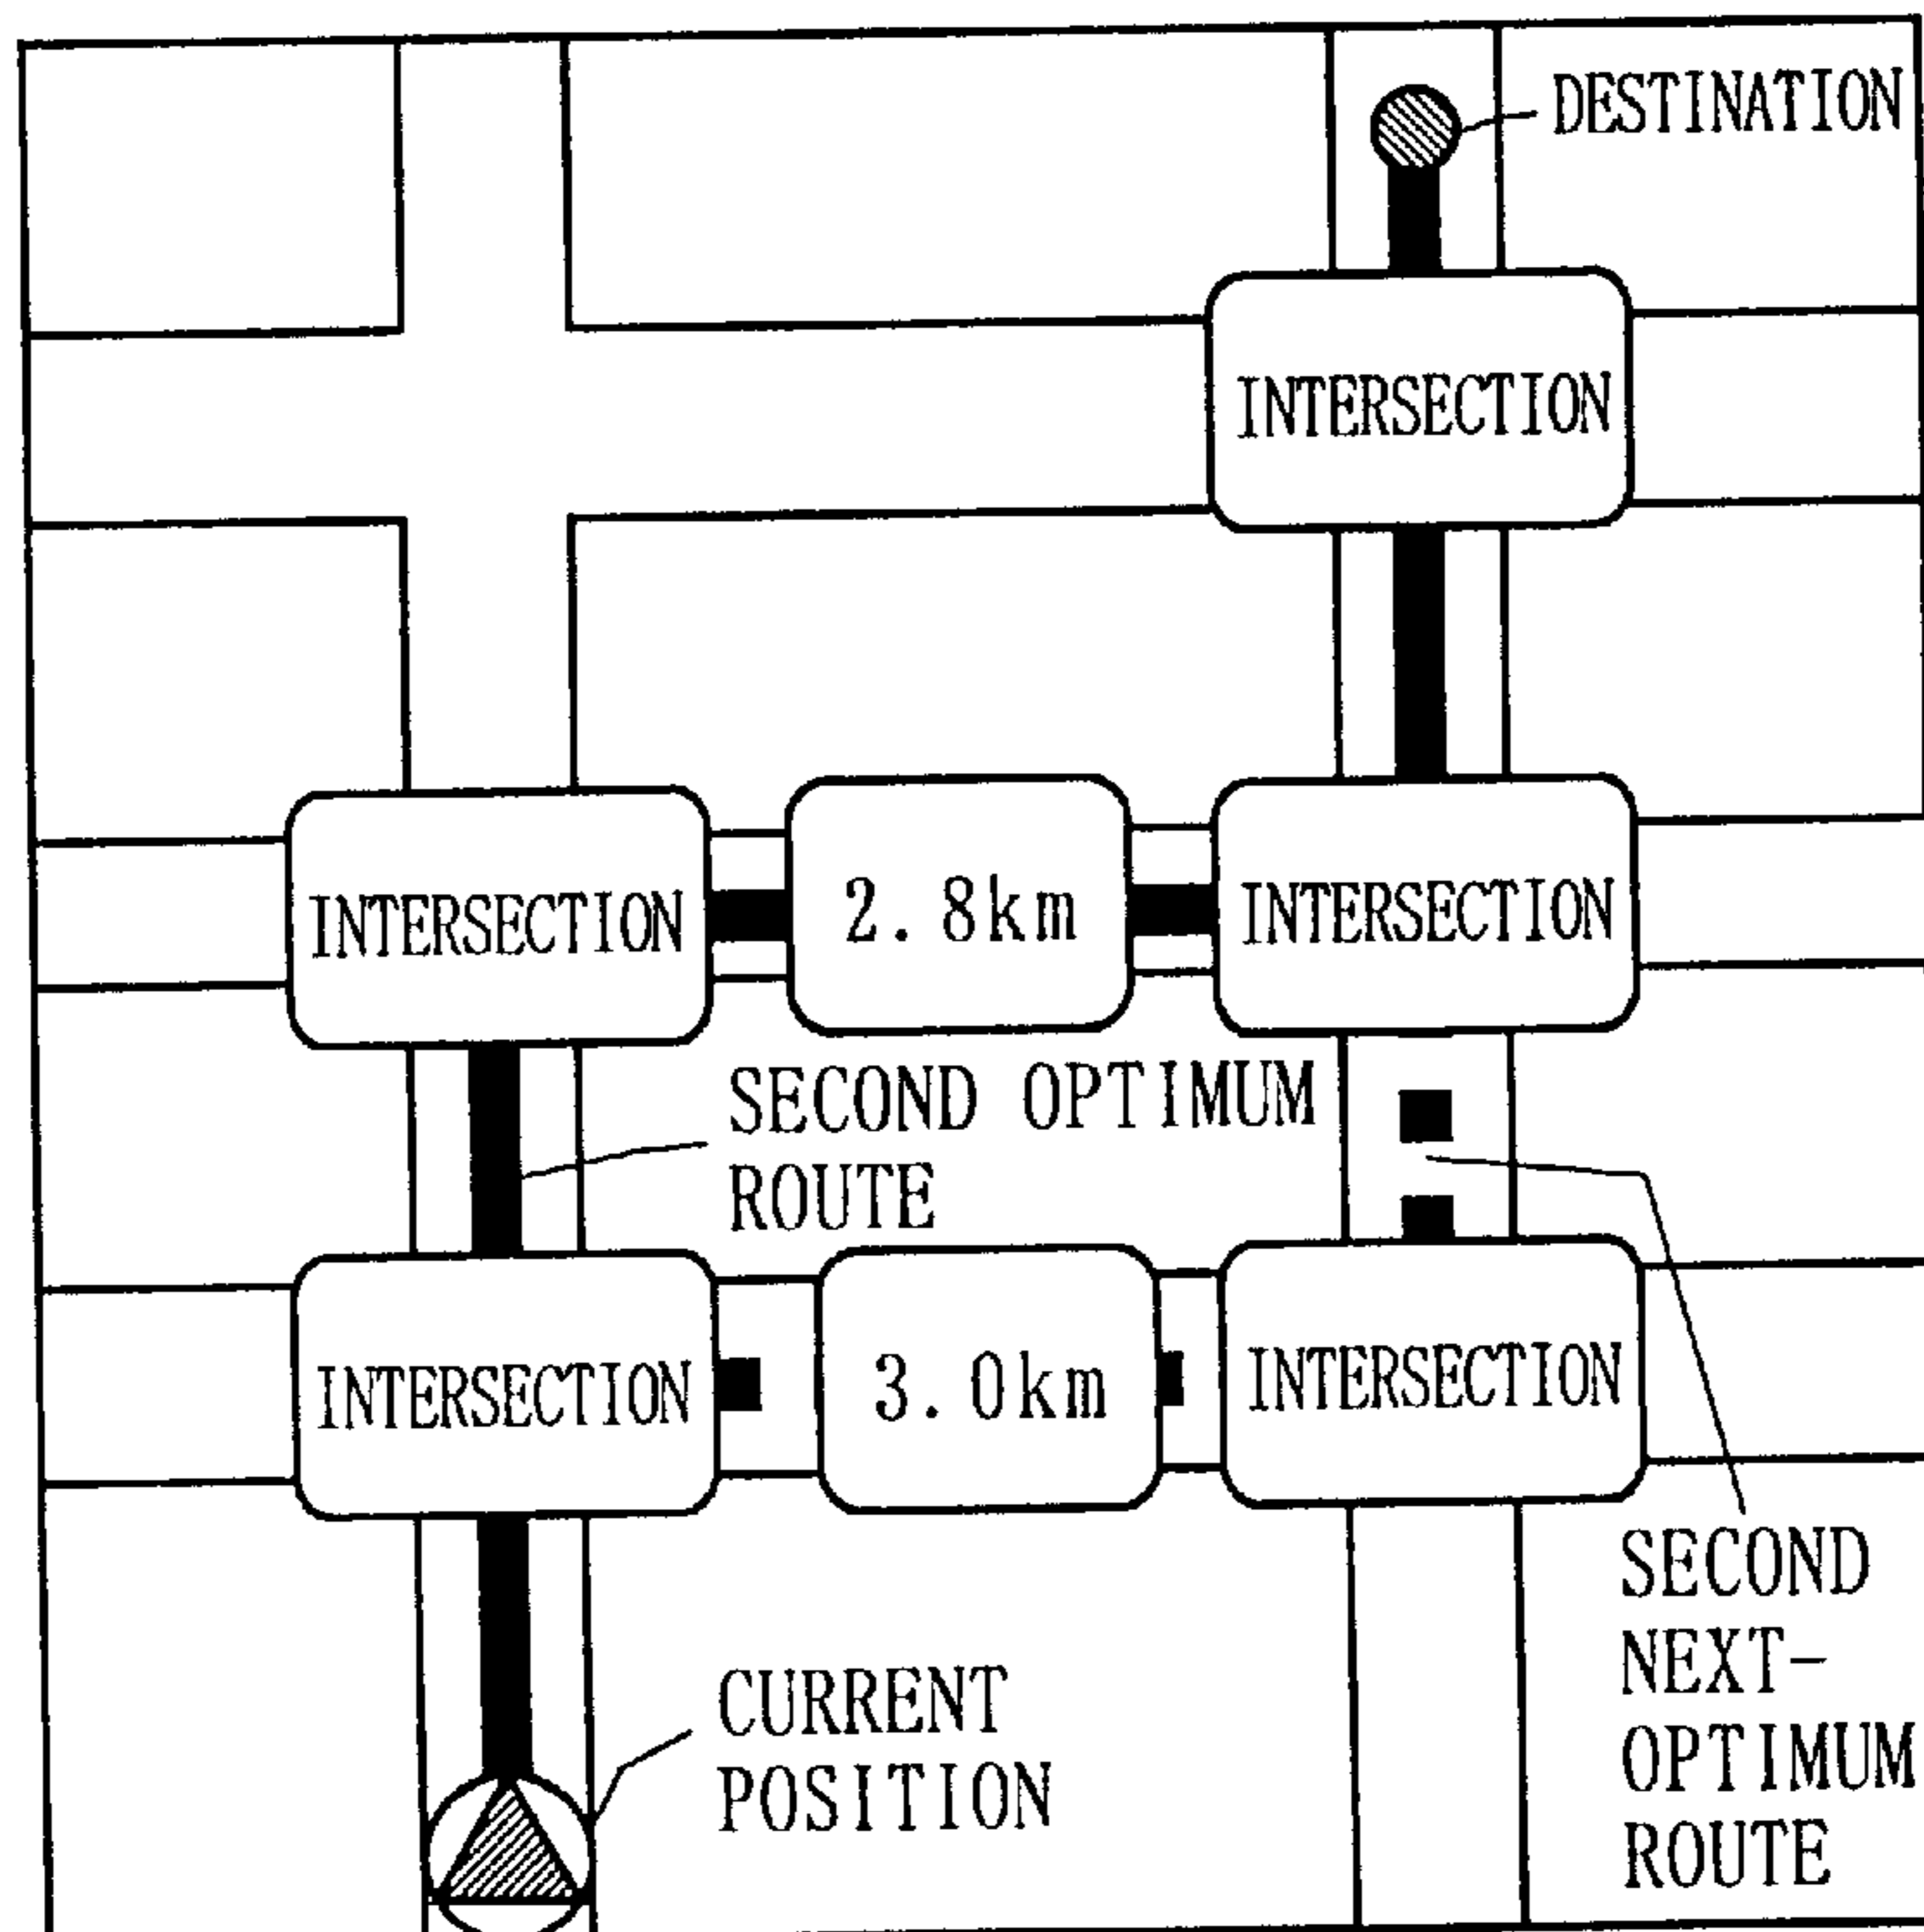 DESTINATION
INTERSECTION
INTERSECTION
2.8km
INTERSECTION
SECOND OPTIMUM
ROUTE
INTERSECTION
3.0km
INTERSECTION
SECOND
NEXT-
OPTIMUM
ROUTE
CURRENT
POSITION